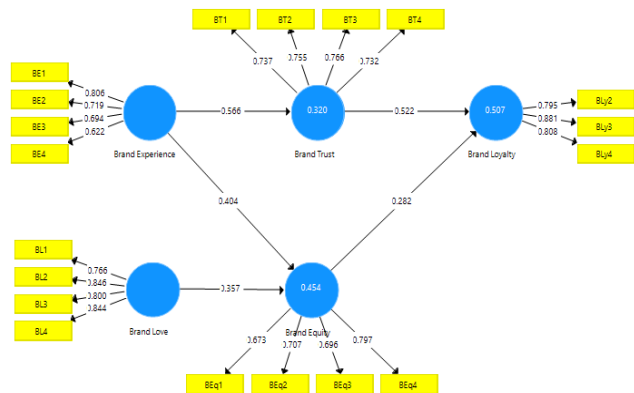 BT1 BT2 BT3 BT4
0.737 0.755 0.766 0.732
BE1
BE2
BE3
BE4
0.806
0.719
0.694
0.622
0.566
0.320
0.522
0.507
0.795
0.881
0.808
BLy2
BLy3
BLy4
Brand Experience
Brand Trust
Brand Loyalty
0.404
0.282
BL1
BL2
BL3
BL4
0.766
0.846
0.800
0.844
0.357
0.454
Brand Love
Brand Equity
0.673 0.707 0.696 0.797
BEq1 BEq2 BEq3 BEq4